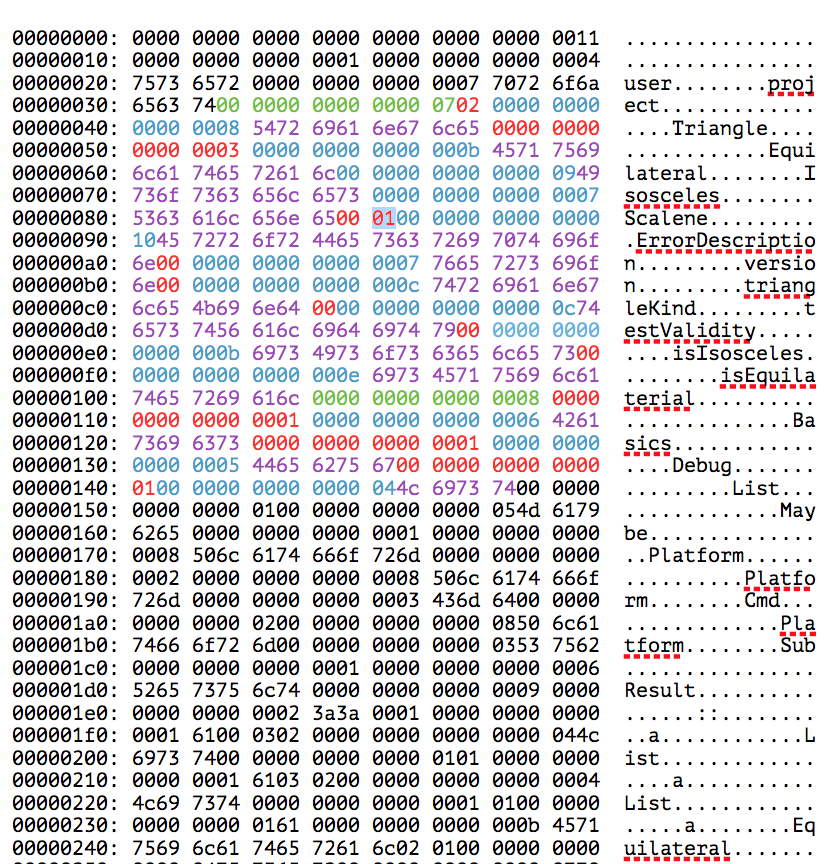 00000000: 0000 0000 0000 0000 0000 0000 0000 0011 ................
00000010: 0000 0000 0000 0001 0000 0000 0000 0004 ................
00000020: 7573 6572 0000 0000 0000 0007 7072 6f6a user........proj
00000030: 6563 7400 0000 0000 0000 0702 0000 0000 ect.............
00000040: 0000 0008 5472 6961 6e67 6c65 0000 0000 ....Triangle....
00000050: 0000 0003 0000 0000 0000 000b 4571 7569 ............Equi
00000060: 6c61 7465 7261 6c00 0000 0000 0000 0949 lateral........I
00000070: 736f 7363 656c 6573 0000 0000 0000 0007 sosceles........
00000080: 5363 616c 656e 6500 0100 0000 0000 0000 Scalene.........
00000090: 1045 7272 6f72 4465 7363 7269 7074 696f .ErrorDescriptio
000000a0: 6e00 0000 0000 0000 0007 7665 7273 696f n.........versio
000000b0: 6e00 0000 0000 0000 000c 7472 6961 6e67 n.........triang
000000c0: 6c65 4b69 6e64 0000 0000 0000 0000 0c74 leKind.........t
000000d0: 6573 7456 616c 6964 6974 7900 0000 0000 estValidity.....
000000e0: 0000 000b 6973 4973 6f73 6365 6c65 7300 ....isIsosceles.
000000f0: 0000 0000 0000 000e 6973 4571 7569 6c61 ........isEquila
00000100: 7465 7269 616c 0000 0000 0000 0008 0000 terial..........
00000110: 0000 0000 0001 0000 0000 0000 0006 4261 ..............Ba
00000120: 7369 6373 0000 0000 0000 0001 0000 0000 sics............
00000130: 0000 0005 4465 6275 6700 0000 0000 0000 ....Debug.......
00000140: 0100 0000 0000 0000 044c 6973 7400 0000 .........List...
00000150: 0000 0000 0100 0000 0000 0000 054d 6179 .............May
00000160: 6265 0000 0000 0000 0001 0000 0000 0000 be..............
00000170: 0008 506c 6174 666f 726d 0000 0000 0000 ..Platform......
00000180: 0002 0000 0000 0000 0008 506c 6174 666f ..........Platfo
00000190: 726d 0000 0000 0000 0003 436d 6400 0000 rm........Cmd...
000001a0: 0000 0000 0200 0000 0000 0000 0850 6c61 .............Pla
000001b0: 7466 6f72 6d00 0000 0000 0000 0353 7562 tform........Sub
000001c0: 0000 0000 0000 0001 0000 0000 0000 0006 ................
000001d0: 5265 7375 6c74 0000 0000 0000 0009 0000 Result..........
000001e0: 0000 0000 0002 3a3a 0001 0000 0000 0000 ......::........
000001f0: 0001 6100 0302 0000 0000 0000 0000 044c ..a..........L
00000200: 6973 7400 0000 0000 0000 0101 0000 0000 ist.............
00000210: 0000 0001 6103 0200 0000 0000 0000 0004 ....a...........
00000220: 4c69 7374 0000 0000 0000 0001 0100 0000 List............
00000230: 0000 0000 0161 0000 0000 0000 000b 4571 .....a........Eq
00000240: 7569 6c61 7465 7261 6c02 0100 0000 0000 uilateral.......